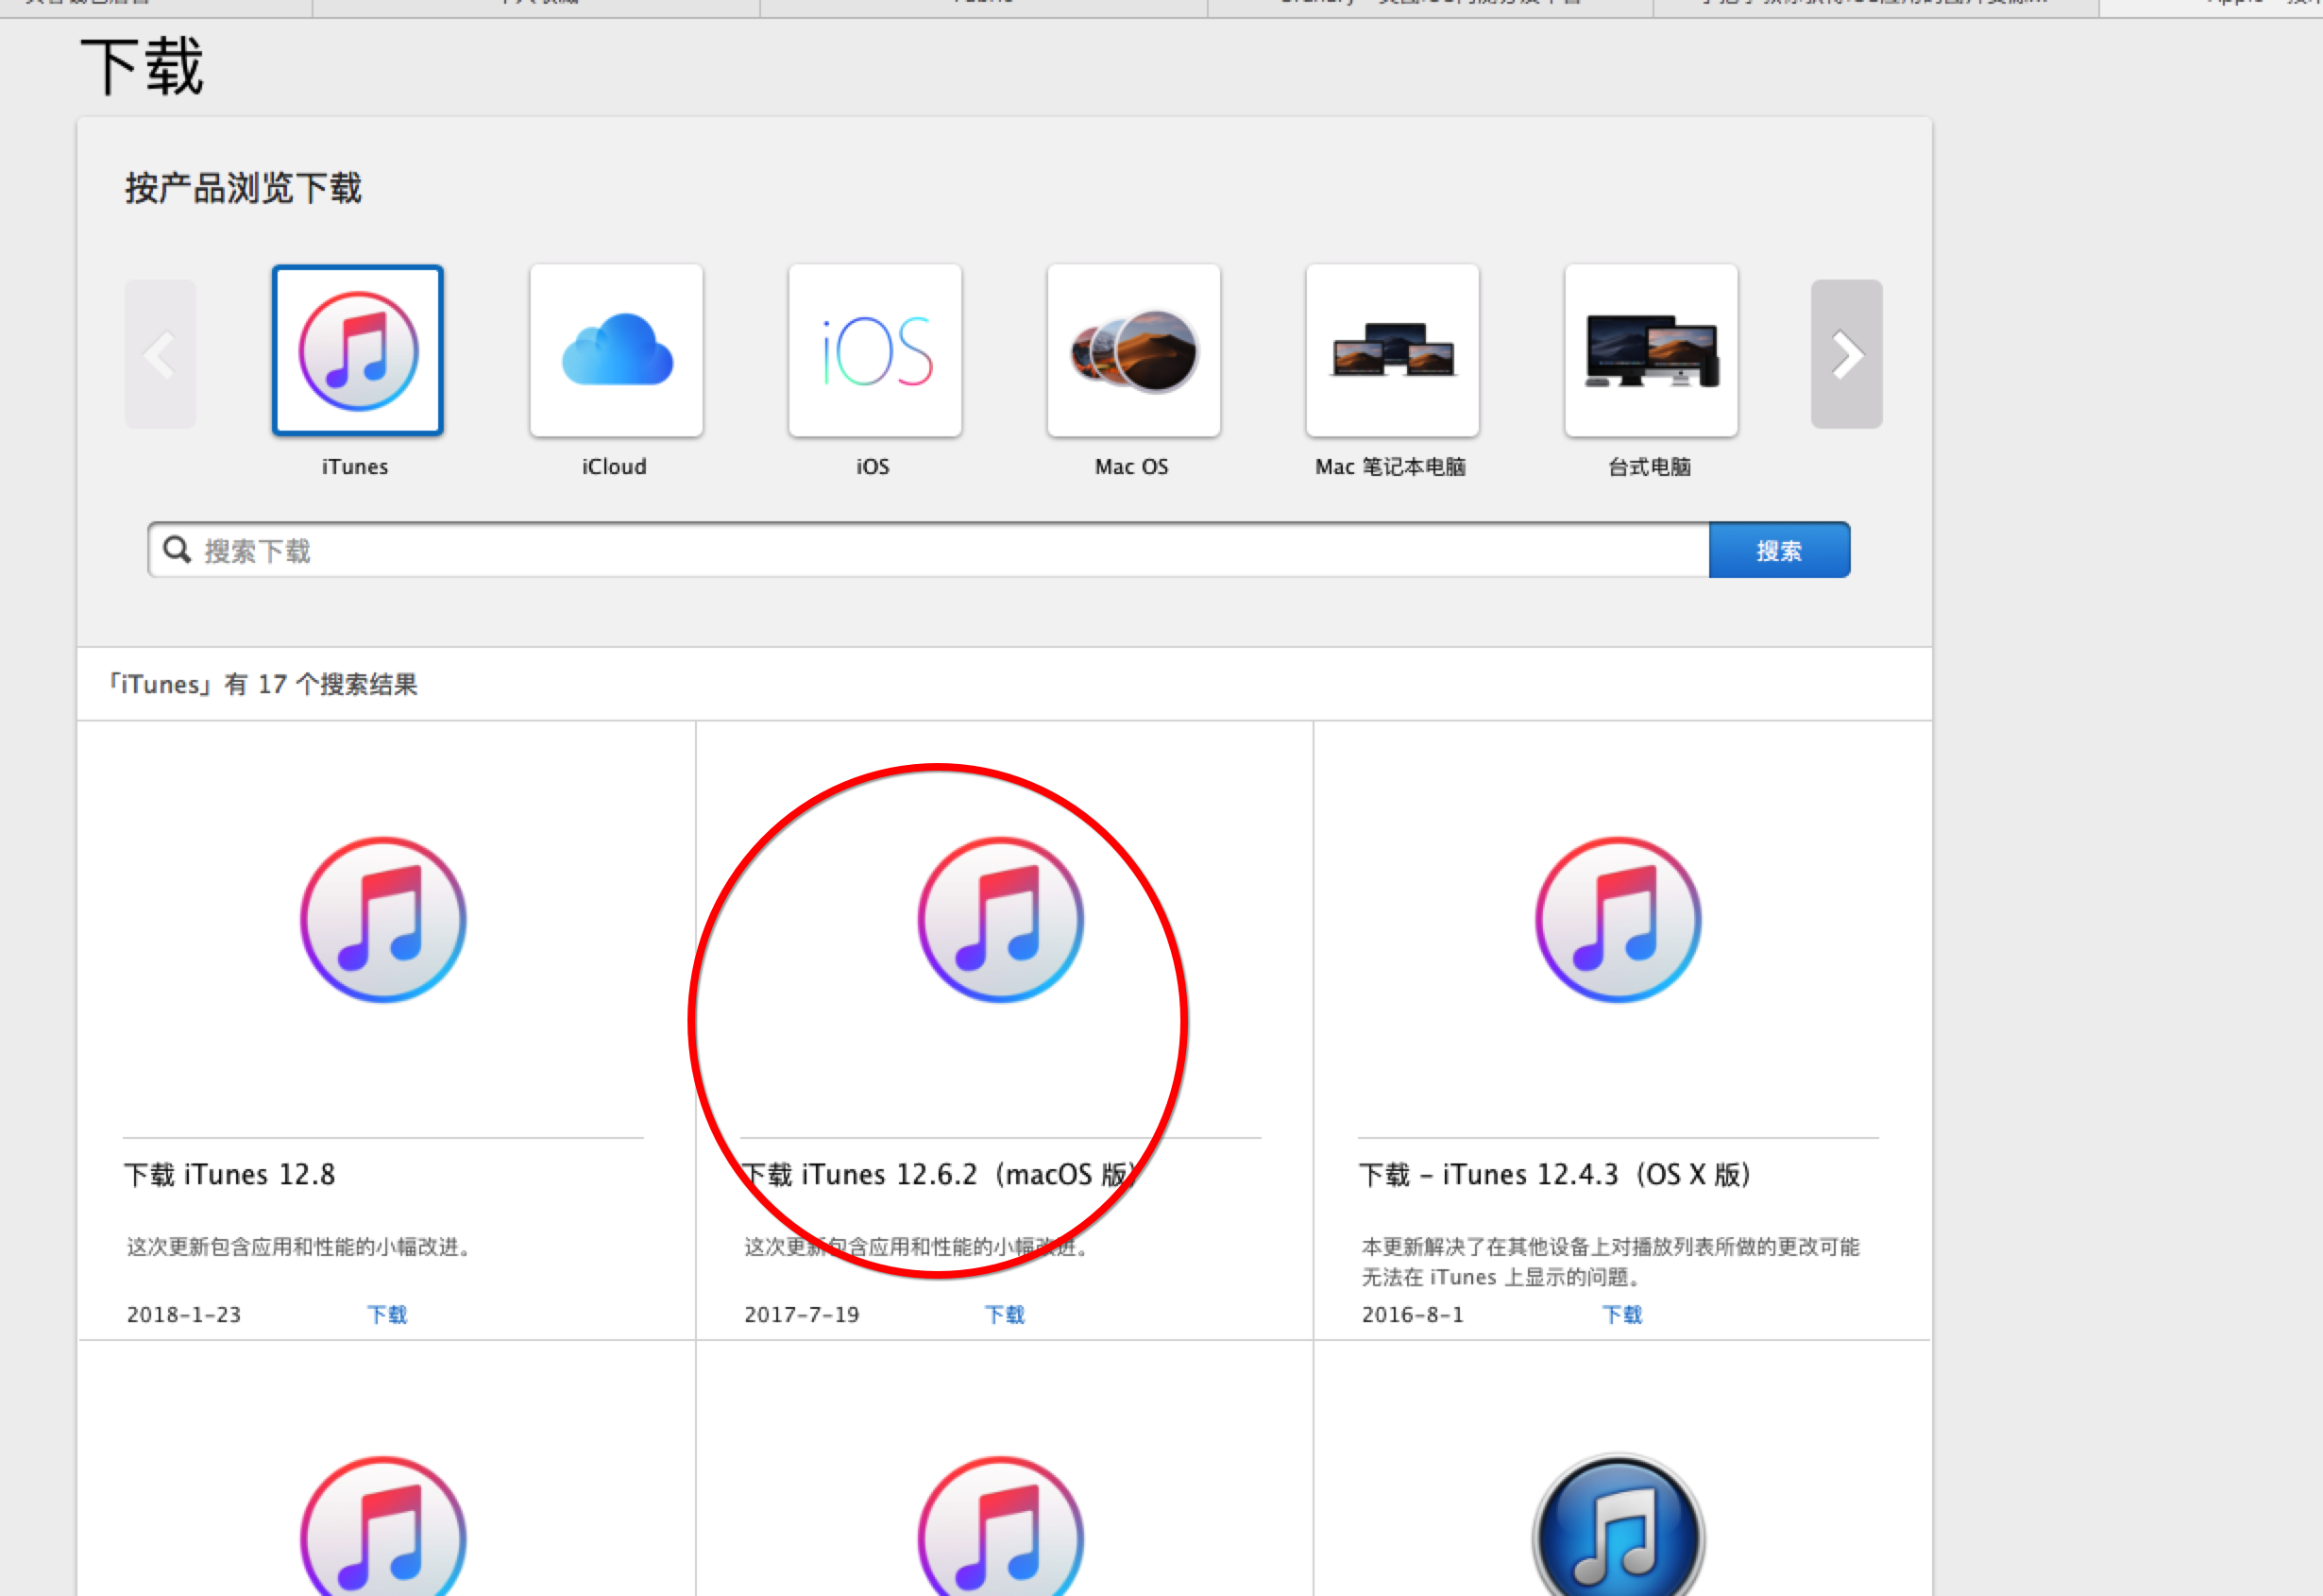 下载
按产品浏览下载
iOS
iTunes
iCloud
iOS
Mac OS
Mac 笔记本电脑
台式电脑
搜索下载
搜索
「iTunes」有 17 个搜索结果
下载 iTunes 12.8
这次更新包含应用和性能的小幅改进。
2018-1-23
下载
下载 iTunes 12.6.2（macOS 版）
这次更新包含应用和性能的小幅改进。
2017-7-19
下载
下载 – iTunes 12.4.3（OS X 版）
本更新解决了在其他设备上对播放列表所做的更改可能
无法在 iTunes 上显示的问题。
2016-8-1
下载